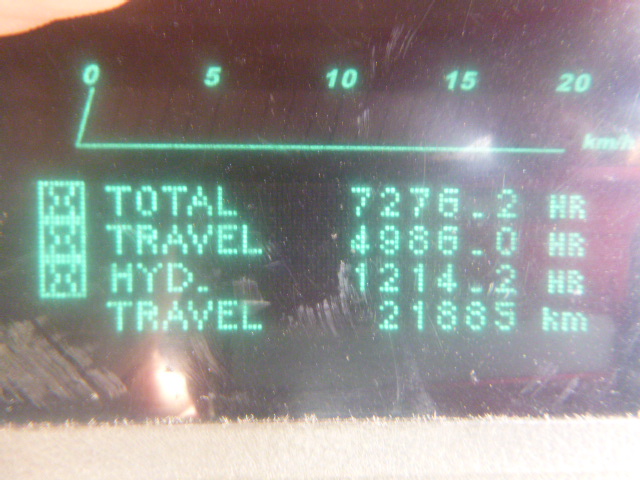 0 5 10 15 20
km/h
TOTAL 7276.2 HR
TRAVEL 4986.0 HR
HYD. 1214.2 HR
TRAVEL 21885 km